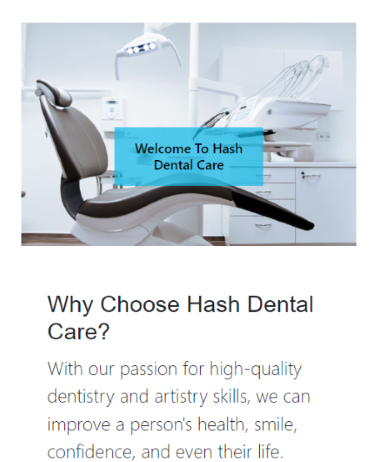 Welcome To Hash
Dental Care
Why Choose Hash Dental
Care?
With our passion for high-quality
dentistry and artistry skills, we can
improve a person's health, smile,
confidence, and even their life.